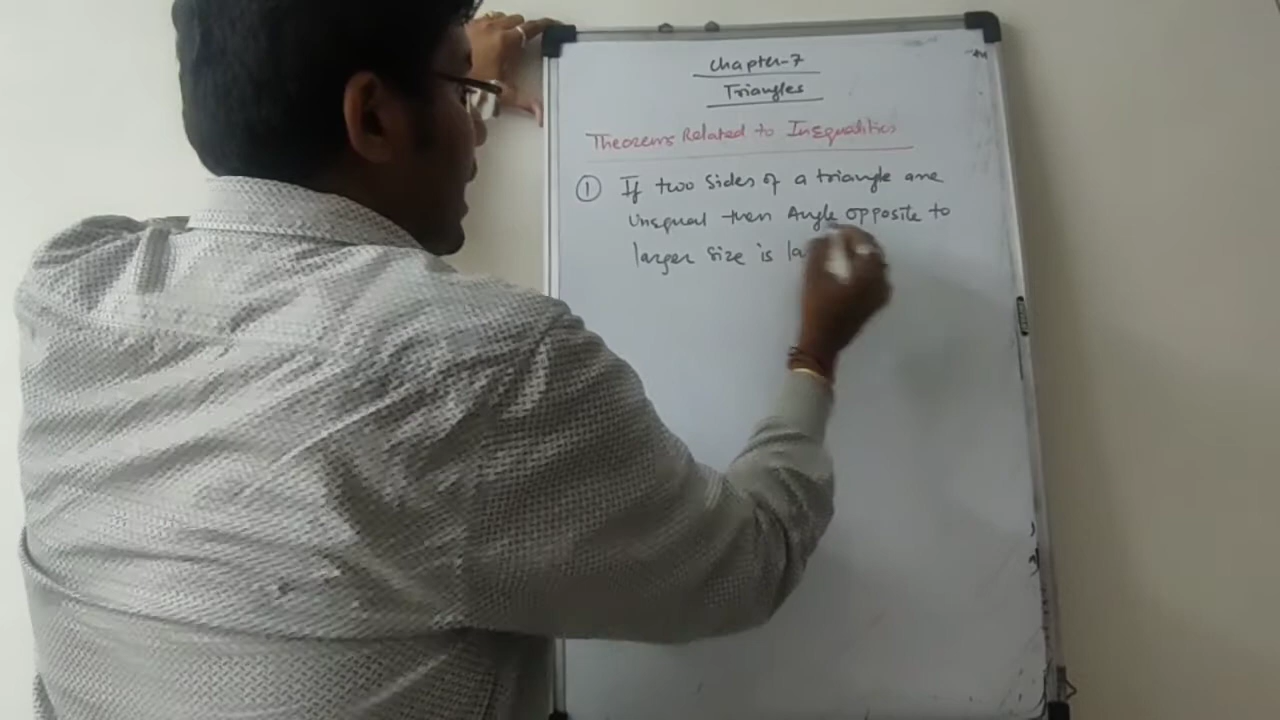 Chapter-7
Triangles
Theorems Related to Inequalities
① If two sides of a triangle are
unequal then Angle opposite to
larger size is la